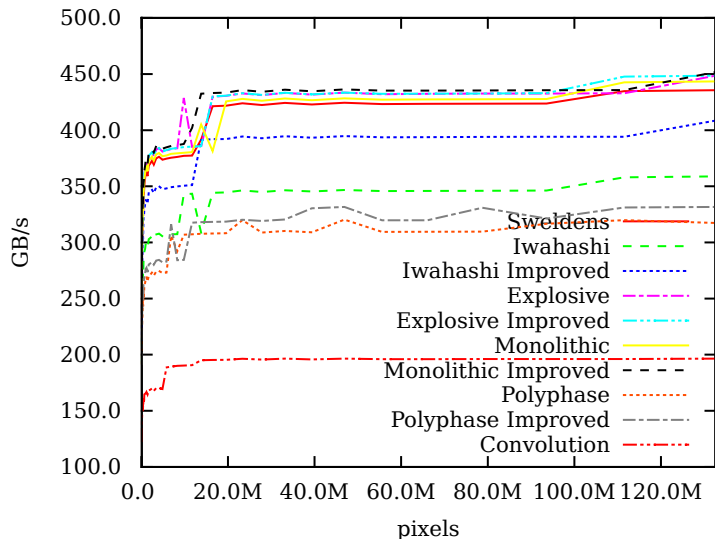 500.0
450.0
400.0
350.0
300.0
250.0
200.0
150.0
100.0
GB/s
Sweldens
Iwahashi
Iwahashi Improved
Explosive
Explosive Improved
Monolithic
Monolithic Improved
Polyphase
Polyphase Improved
Convolution
0.0 20.0M 40.0M 60.0M 80.0M 100.0M 120.0M
pixels